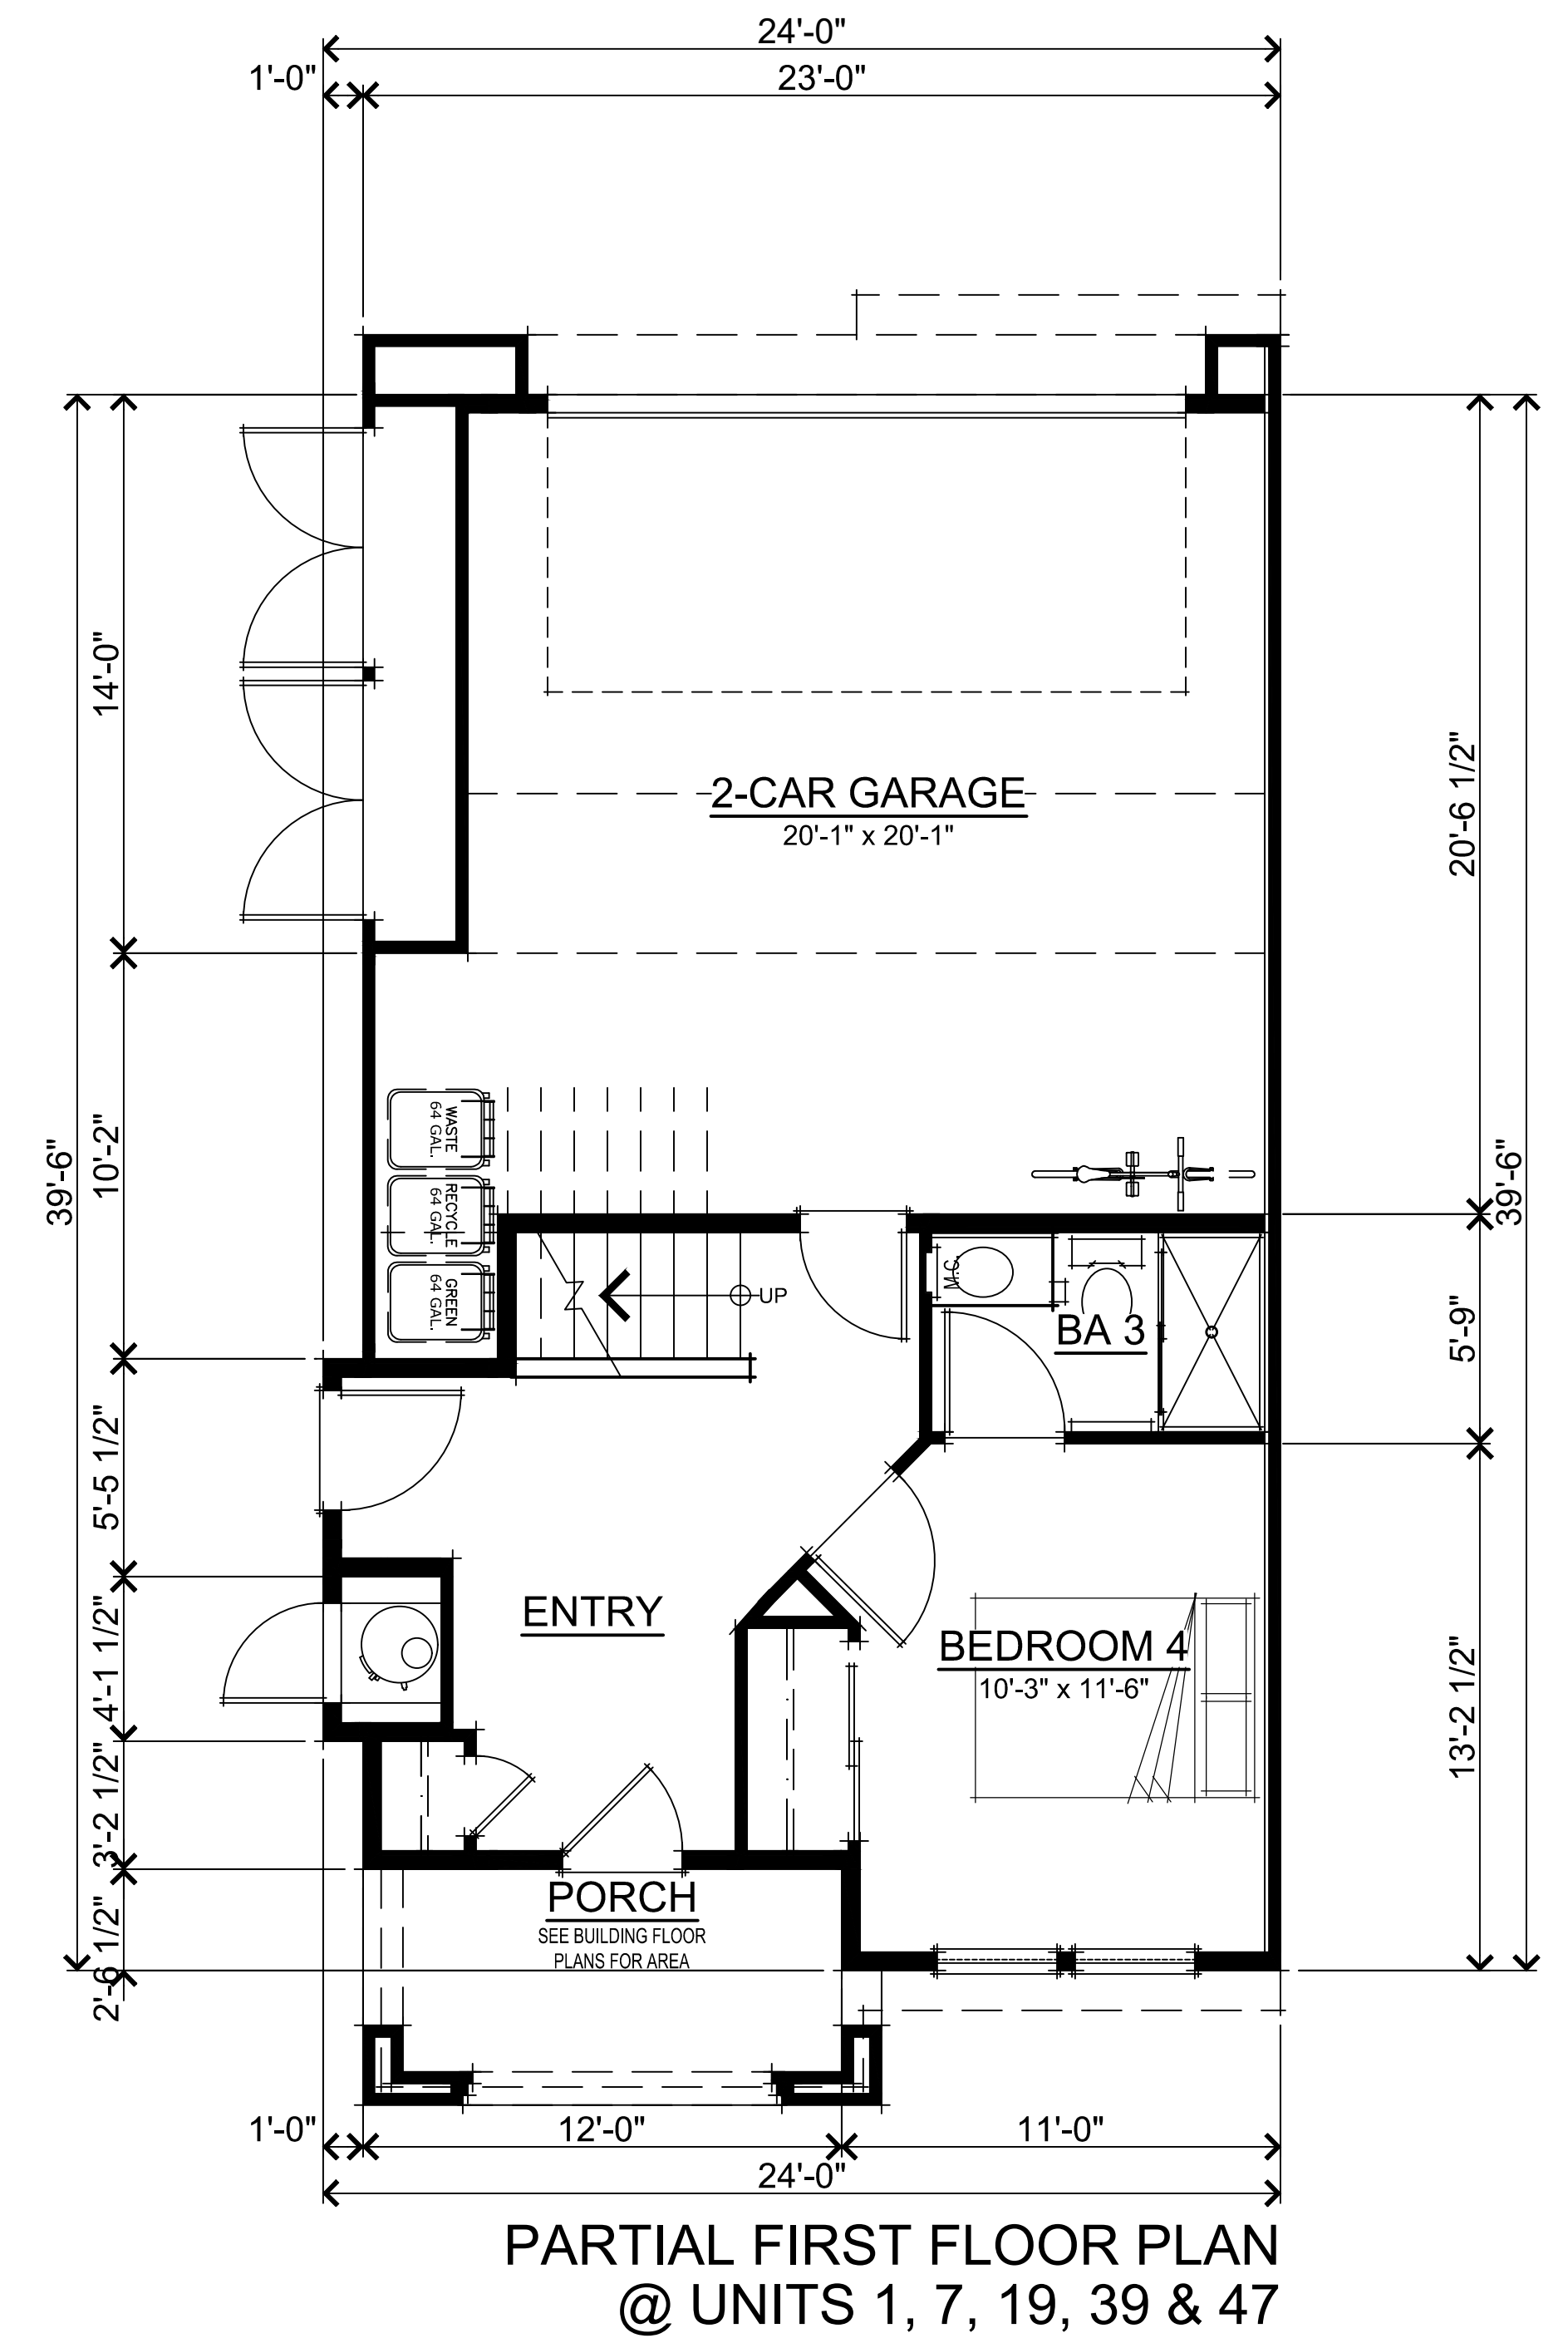 24'-0"
1'-0"
23'-0"
14'-0"
2-CAR GARAGE
20'-1" x 20'-1"
20'-6 1/2"
39'-6"
10'-2"
WASTE
64 GAL.
RECYCLE
64 GAL.
GREEN
64 GAL.
39'-6"
UP
M.C.
BA 3
5'-9"
5'-5 1/2"
ENTRY
4'-1 1/2"
BEDROOM 4
10'-3" x 11'-6"
13'-2 1/2"
3'-2 1/2"
PORCH
SEE BUILDING FLOOR
PLANS FOR AREA
2'-6 1/2"
1'-0"
12'-0"
11'-0"
24'-0"
PARTIAL FIRST FLOOR PLAN
@ UNITS 1, 7, 19, 39 & 47